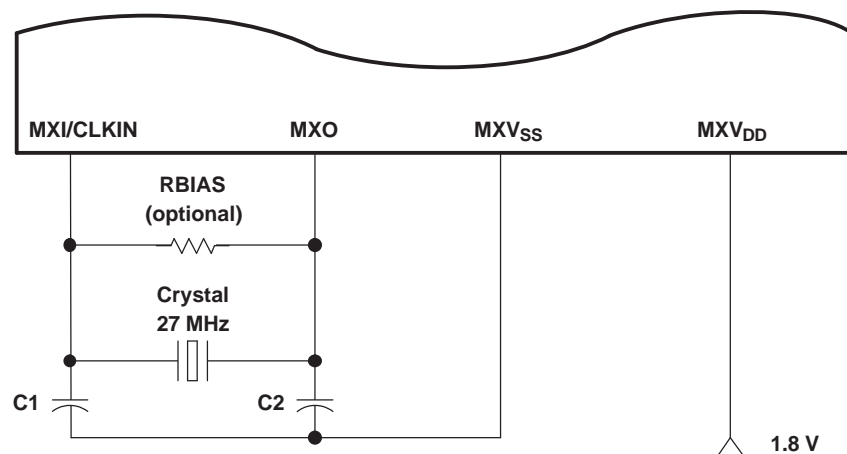 MXI/CLKIN MXO MXVSS MXVDD
RBIAS
(optional)
Crystal
27 MHz
C1 C2
1.8 V